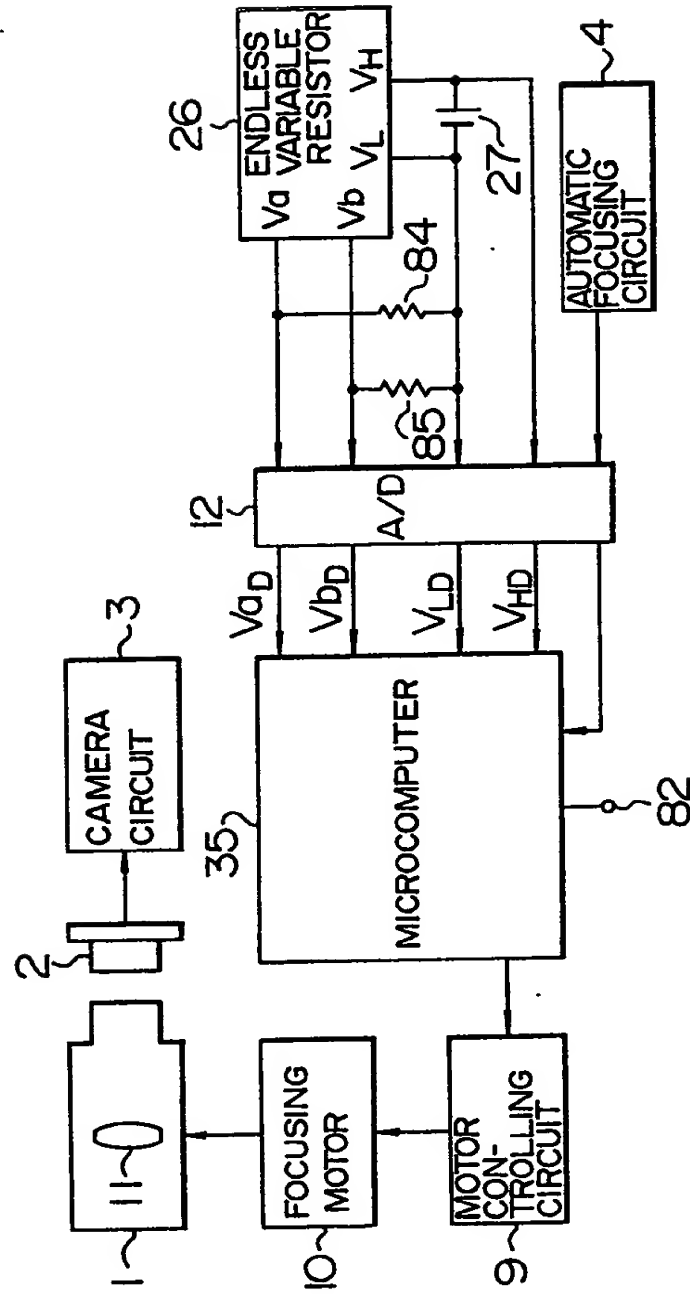 1
11
2
CAMERA
CIRCUIT
3
10
FOCUSING
MOTOR
9
MOTOR
CON-
TROLLING
CIRCUIT
35
MICROCOMPUTER
82
VaD
VbD
VLD
VHD
12
A/D
85
84
26
ENDLESS
VARIABLE
RESISTOR
Va
Vb
VL
VH
27
AUTOMATIC
FOCUSING
CIRCUIT
4